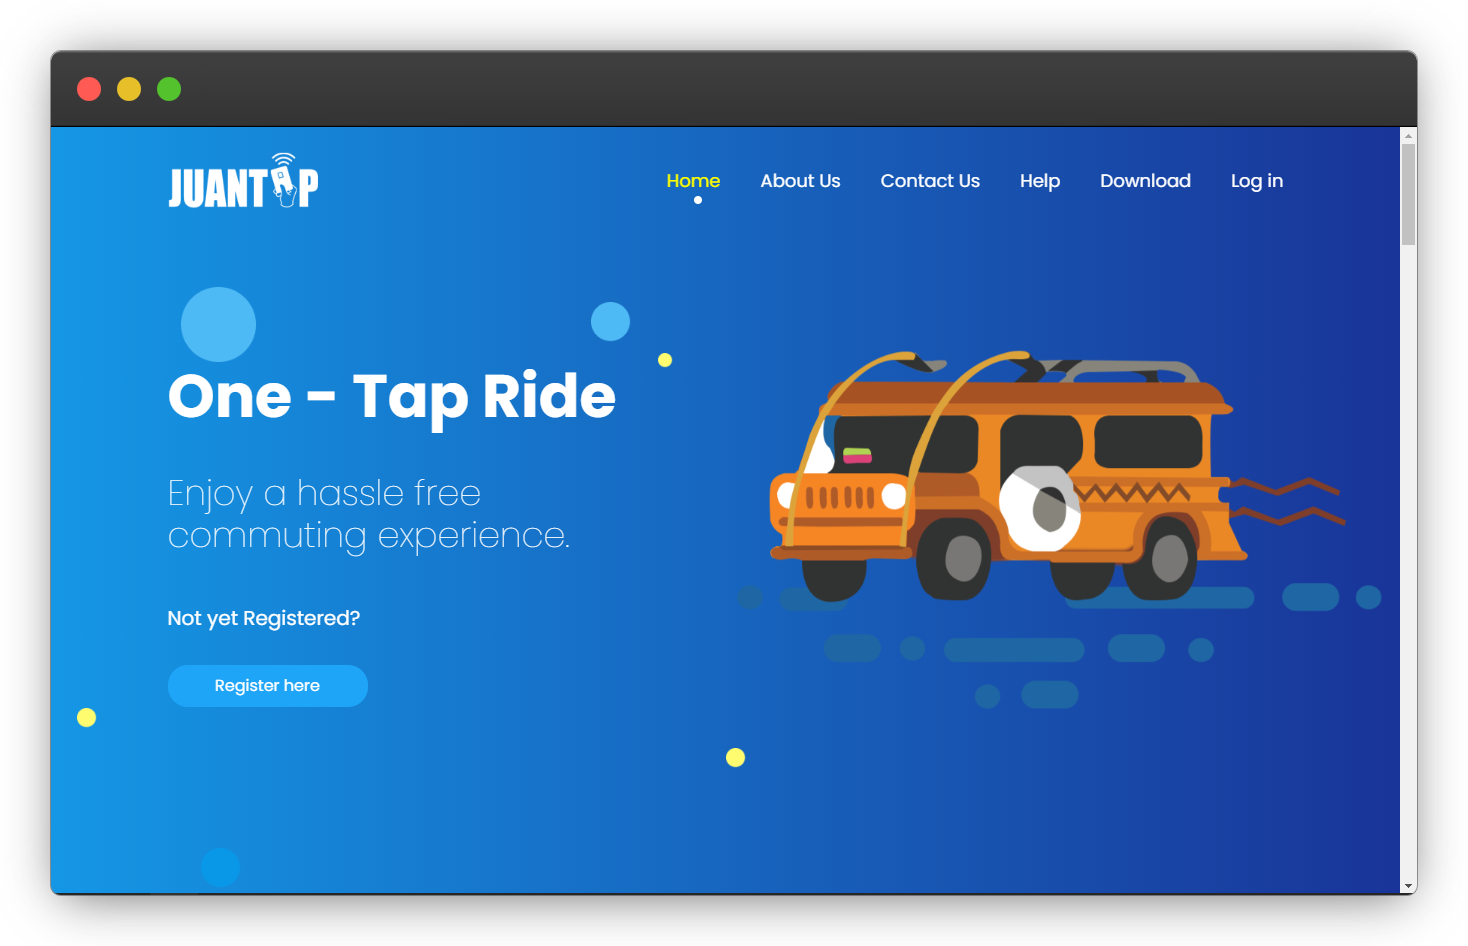 JUANTAP
Home About Us Contact Us Help Download Log in
One - Tap Ride
Enjoy a hassle free
commuting experience.
Not yet Registered?
Register here